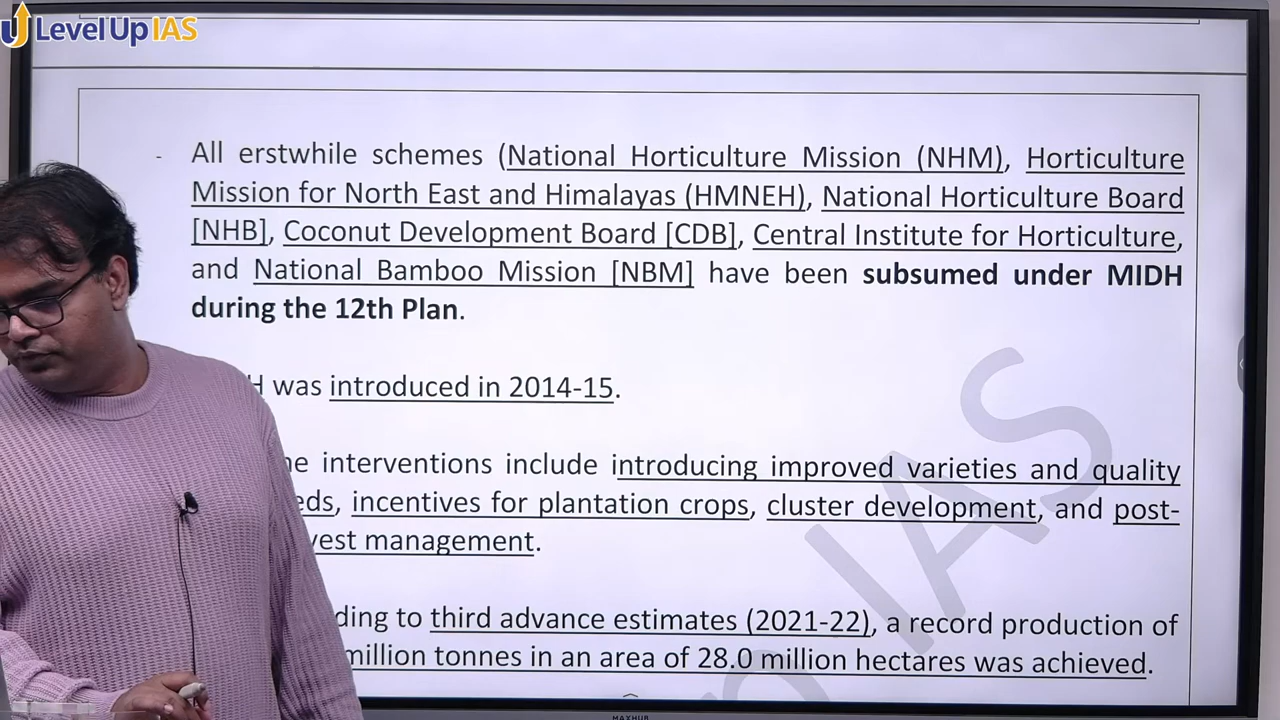 Level Up IAS
- All erstwhile schemes (National Horticulture Mission (NHM), Horticulture
Mission for North East and Himalayas (HMNEH), National Horticulture Board
[NHB], Coconut Development Board [CDB], Central Institute for Horticulture,
and National Bamboo Mission [NBM] have been subsumed under MIDH
during the 12th Plan.
H was introduced in 2014-15.
interventions include introducing improved varieties and quality
incentives for plantation crops, cluster development, and post-
management.
to third advance estimates (2021-22), a record production of
million tonnes in an area of 28.0 million hectares was achieved.
IAS
MAXHUB